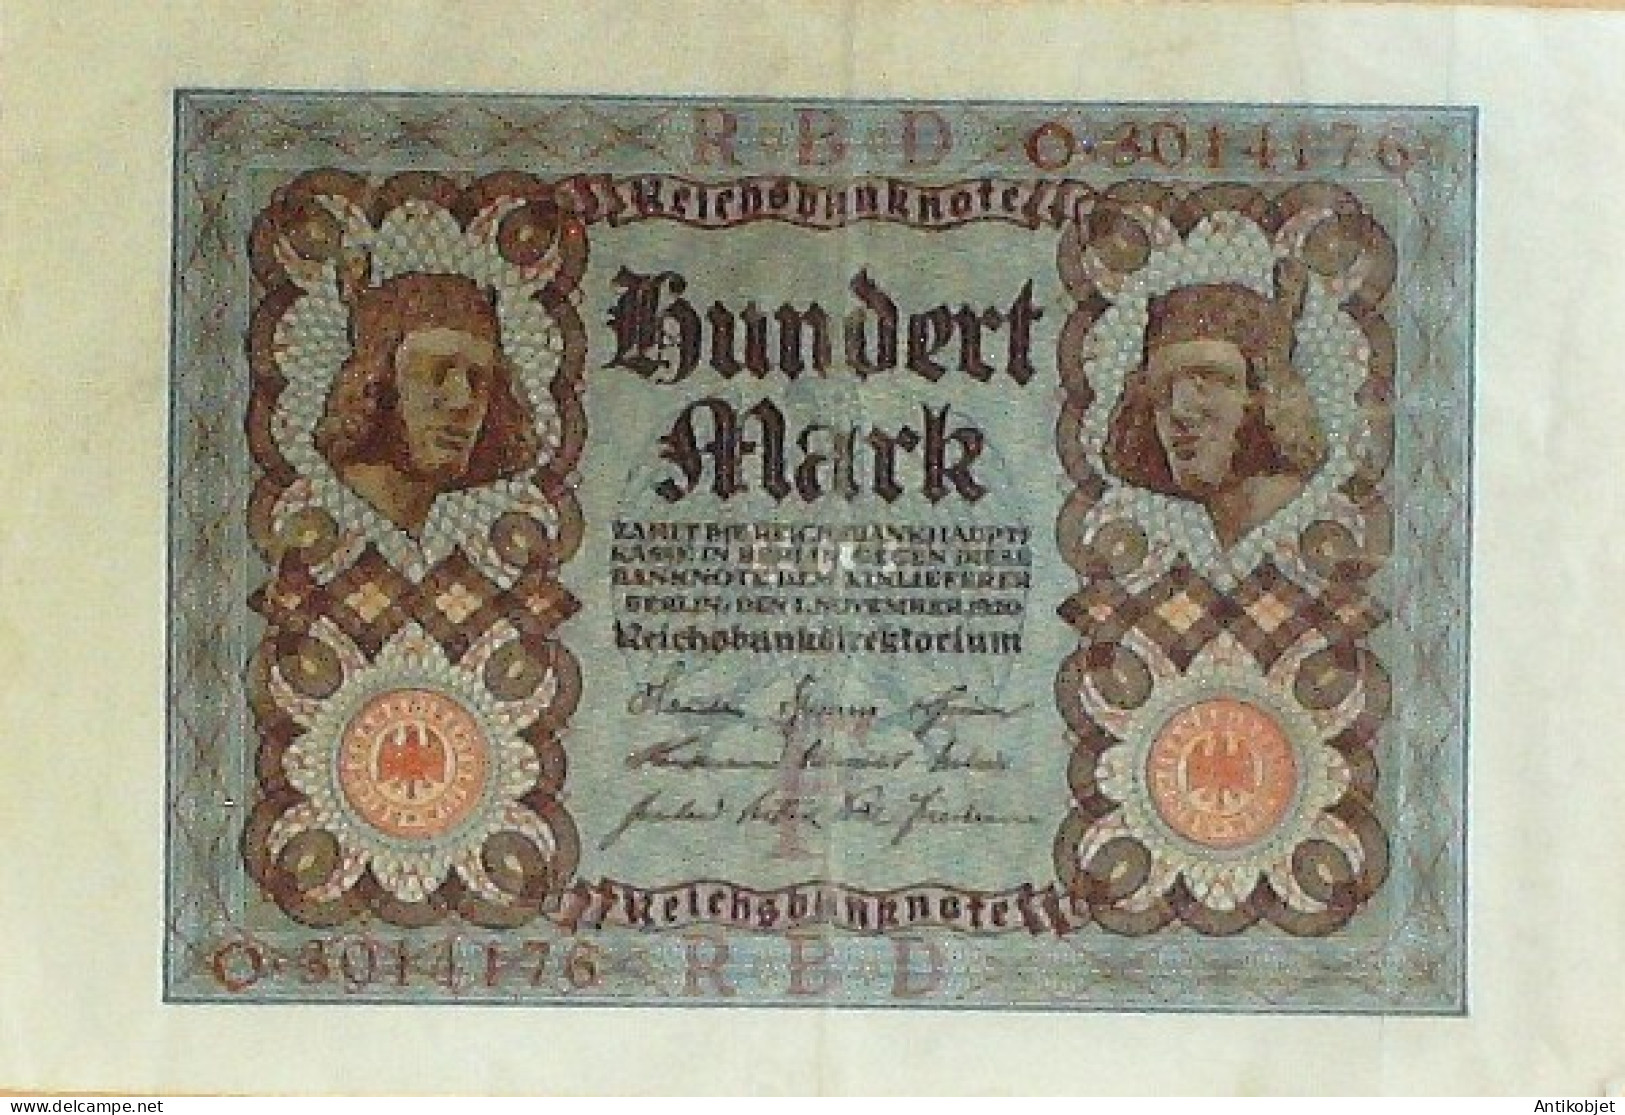 R·B·D O·3014176
Reichsbanknote
Hundert
Mark
ZAHLT DIE REICHSBANKHAUPT⸗
KASSE IN BERLIN GEGEN DIESE
BANKNOTE DEM EINLIEFERER
BERLIN, DEN 1. NOVEMBER 1920
Reichsbankdirektorium
Reichsbanknote
O·3014176 R·B·D
delcampe.net
Antikobjet